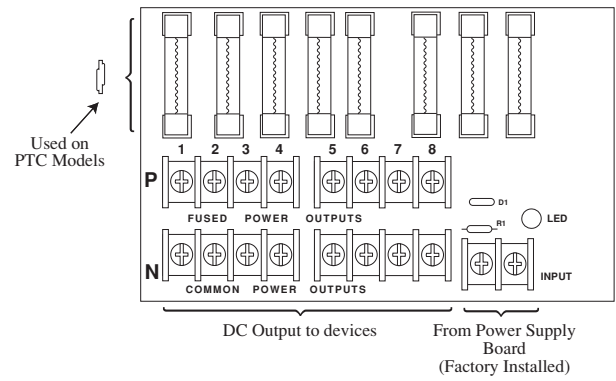 Used on
PTC Models
1 2 3 4 5 6 7 8
P
FUSED POWER OUTPUTS
D1
LED
R1
N
INPUT
COMMON POWER OUTPUTS
DC Output to devices
From Power Supply
Board
(Factory Installed)